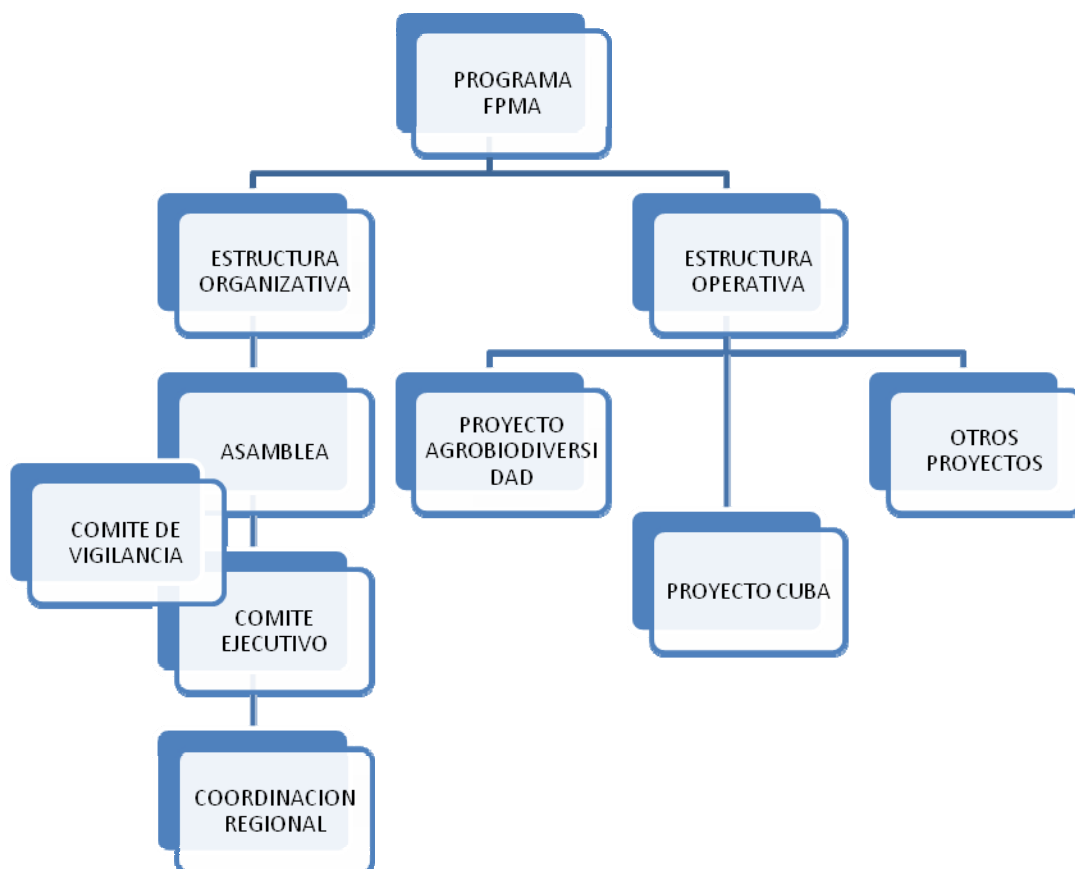 PROGRAMA
FPMA
ESTRUCTURA
ORGANIZATIVA
ESTRUCTURA
OPERATIVA
ASAMBLEA
PROYECTO
AGROBIODIVERSI
DAD
OTROS
PROYECTOS
COMITE DE
VIGILANCIA
PROYECTO CUBA
COMITE
EJECUTIVO
COORDINACION
REGIONAL